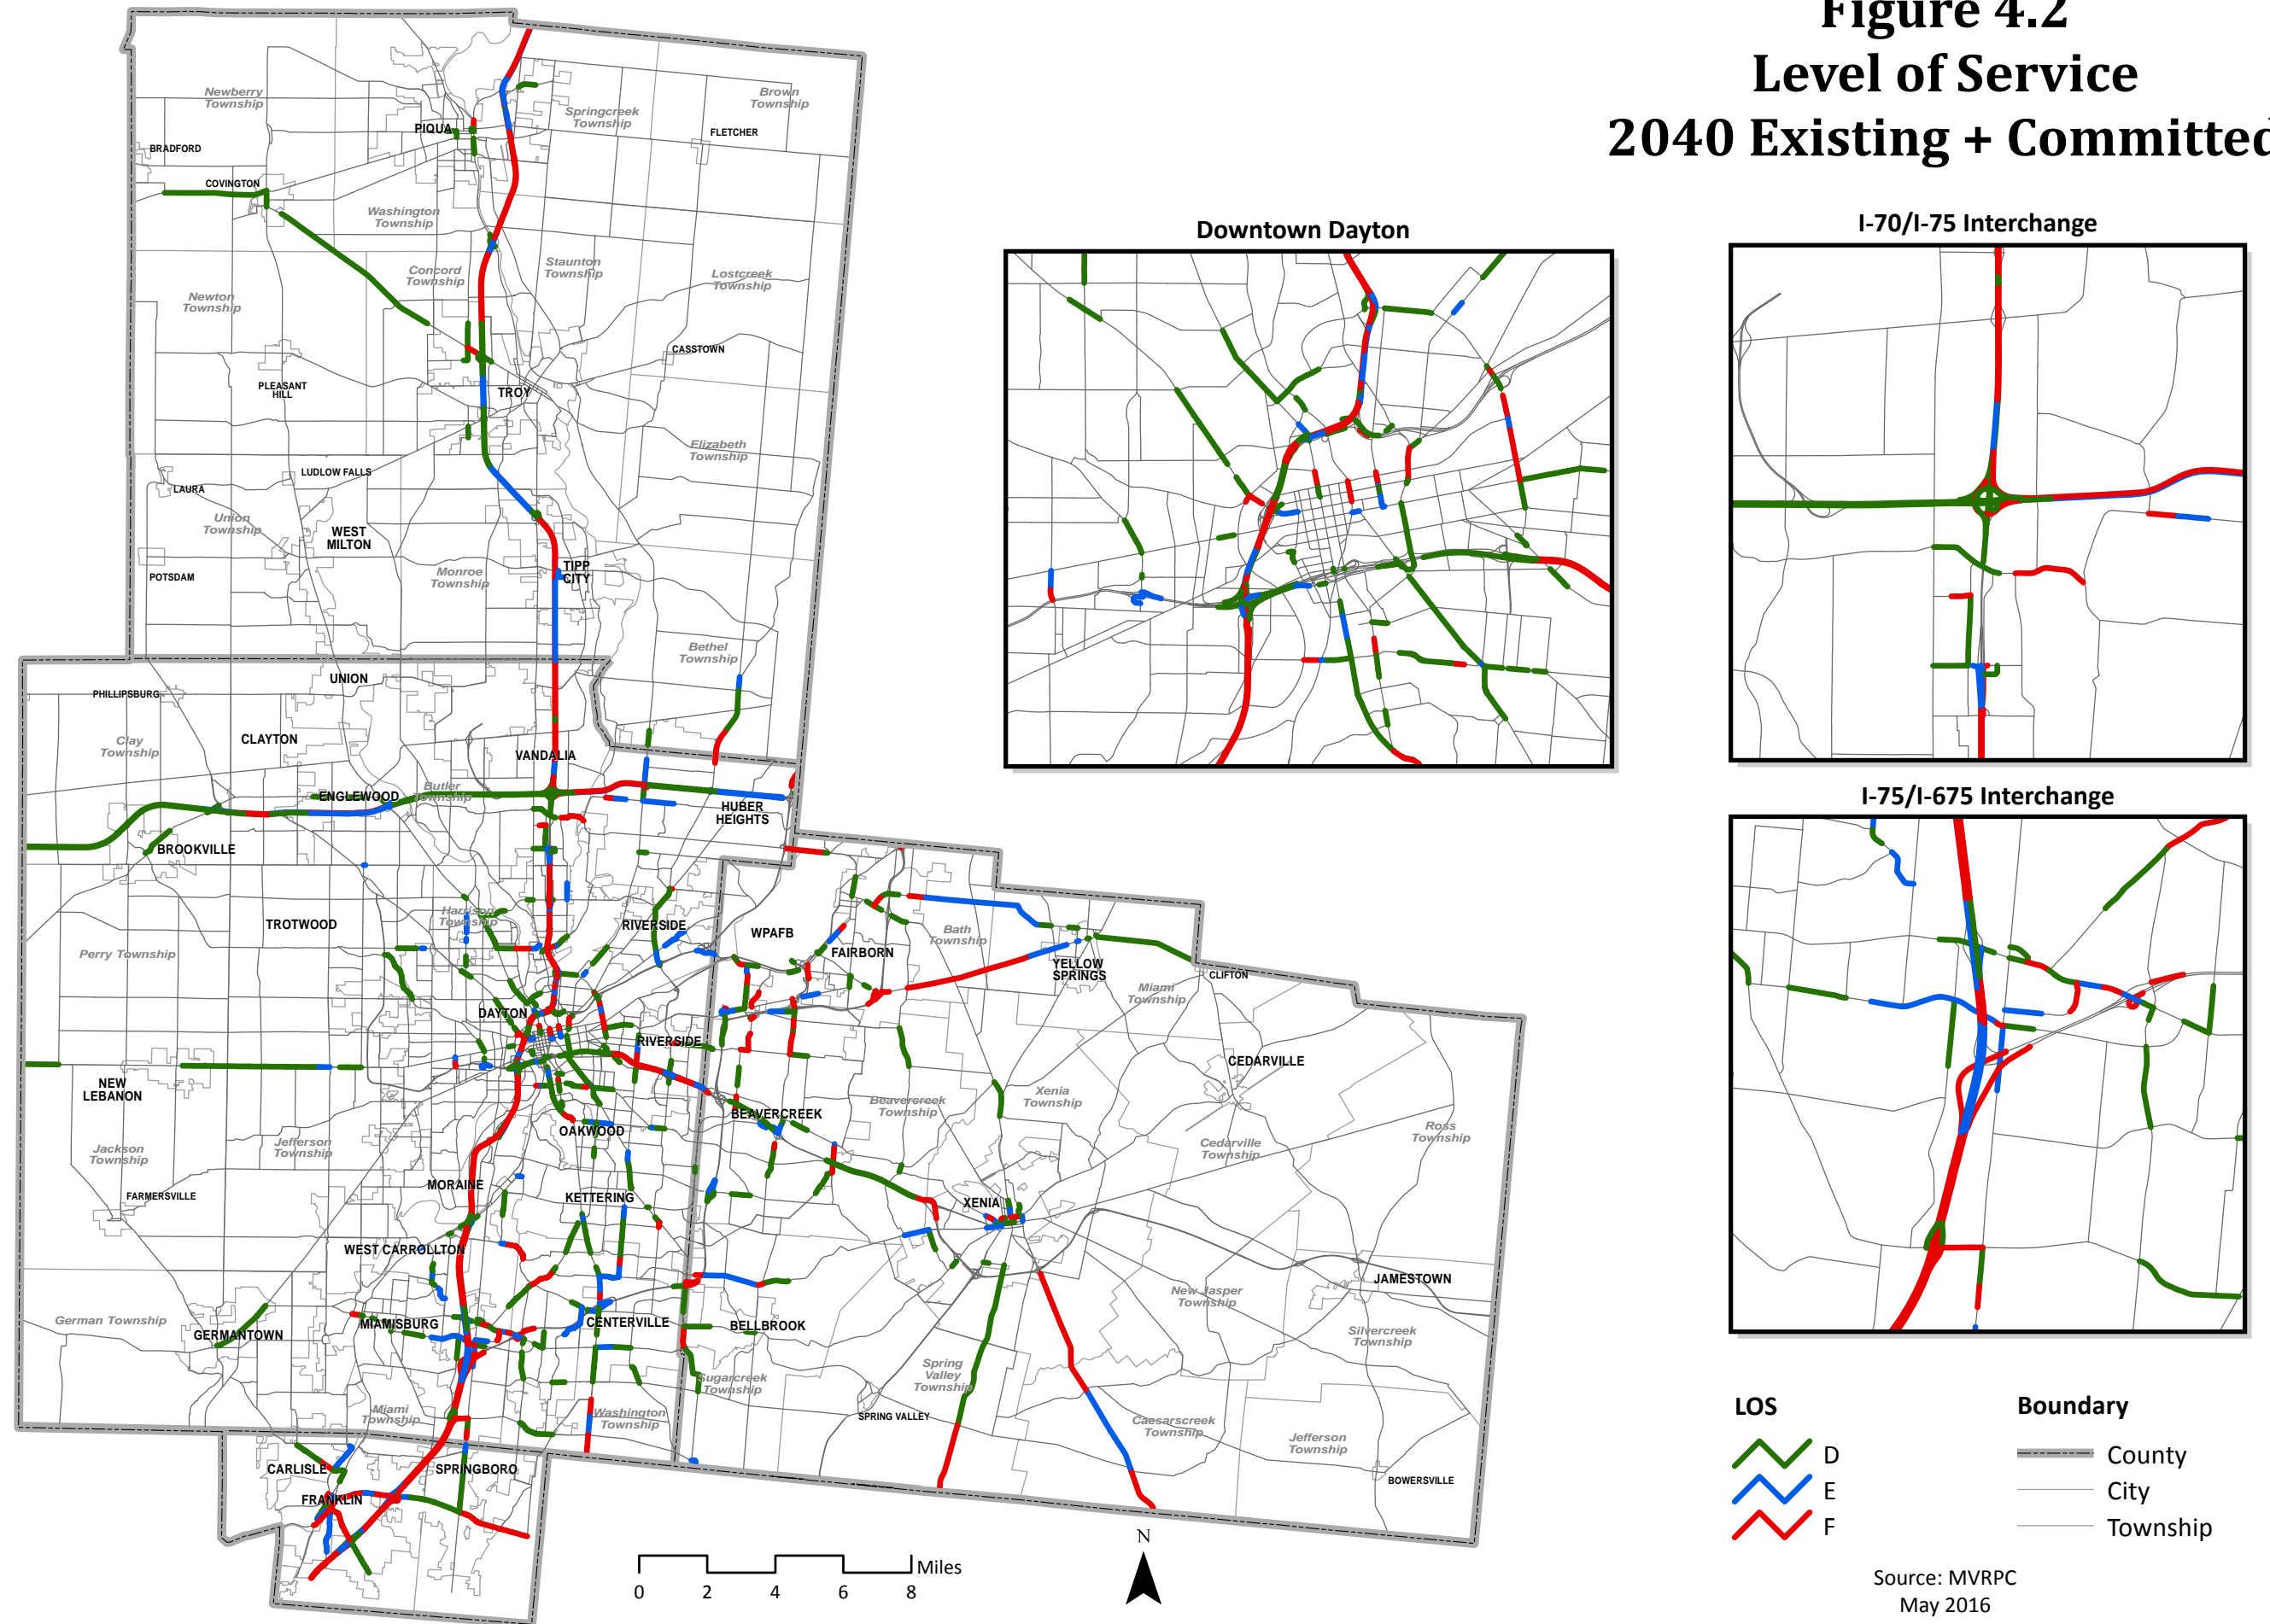 Figure 4.2
Level of Service
2040 Existing + Committed
Downtown Dayton
I-70/I-75 Interchange
I-75/I-675 Interchange
Newberry
Township
Brown
Township
Springcreek
Township
PIQUA
FLETCHER
BRADFORD
COVINGTON
Washington
Township
Staunton
Township
Concord
Township
Lostcreek
Township
Newton
Township
CASSTOWN
PLEASANT
HILL
TROY
Elizabeth
Township
LUDLOW FALLS
LAURA
Union
Township
WEST
MILTON
TIPP
CITY
Monroe
Township
POTSDAM
Bethel
Township
UNION
PHILLIPSBURG
Clay
Township
CLAYTON
VANDALIA
Butler
Township
ENGLEWOOD
HUBER
HEIGHTS
BROOKVILLE
TROTWOOD
Harrison
Township
RIVERSIDE
WPAFB
Bath
Township
FAIRBORN
Perry Township
YELLOW
SPRINGS
CLIFTON
Miami
Township
DAYTON
RIVERSIDE
CEDARVILLE
NEW
LEBANON
Beavercreek
Township
Xenia
Township
BEAVERCREEK
OAKWOOD
Ross
Township
Jackson
Township
Jefferson
Township
Cedarville
Township
MORAINE
FARMERSVILLE
KETTERING
XENIA
WEST CARROLLTON
JAMESTOWN
New Jasper
Township
German Township
GERMANTOWN
MIAMISBURG
CENTERVILLE
BELLBROOK
Silvercreek
Township
Spring
Valley
Township
Sugarcreek
Township
Miami
Township
Washington
Township
SPRING VALLEY
Caesarscreek
Township
Jefferson
Township
CARLISLE
SPRINGBORO
BOWERSVILLE
FRANKLIN
N
Miles
0 2 4 6 8
LOS
D
E
F
Boundary
County
City
Township
Source: MVRPC
May 2016